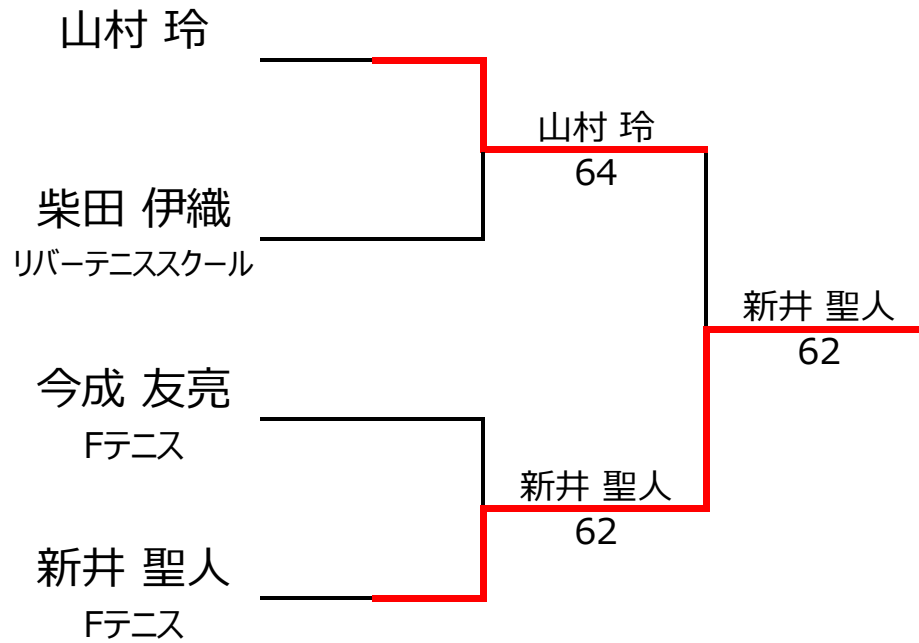 山村 玲
山村 玲
64
柴田 伊織
リバーテニススクール
新井 聖人
62
今成 友亮
Fテニス
新井 聖人
62
新井 聖人
Fテニス